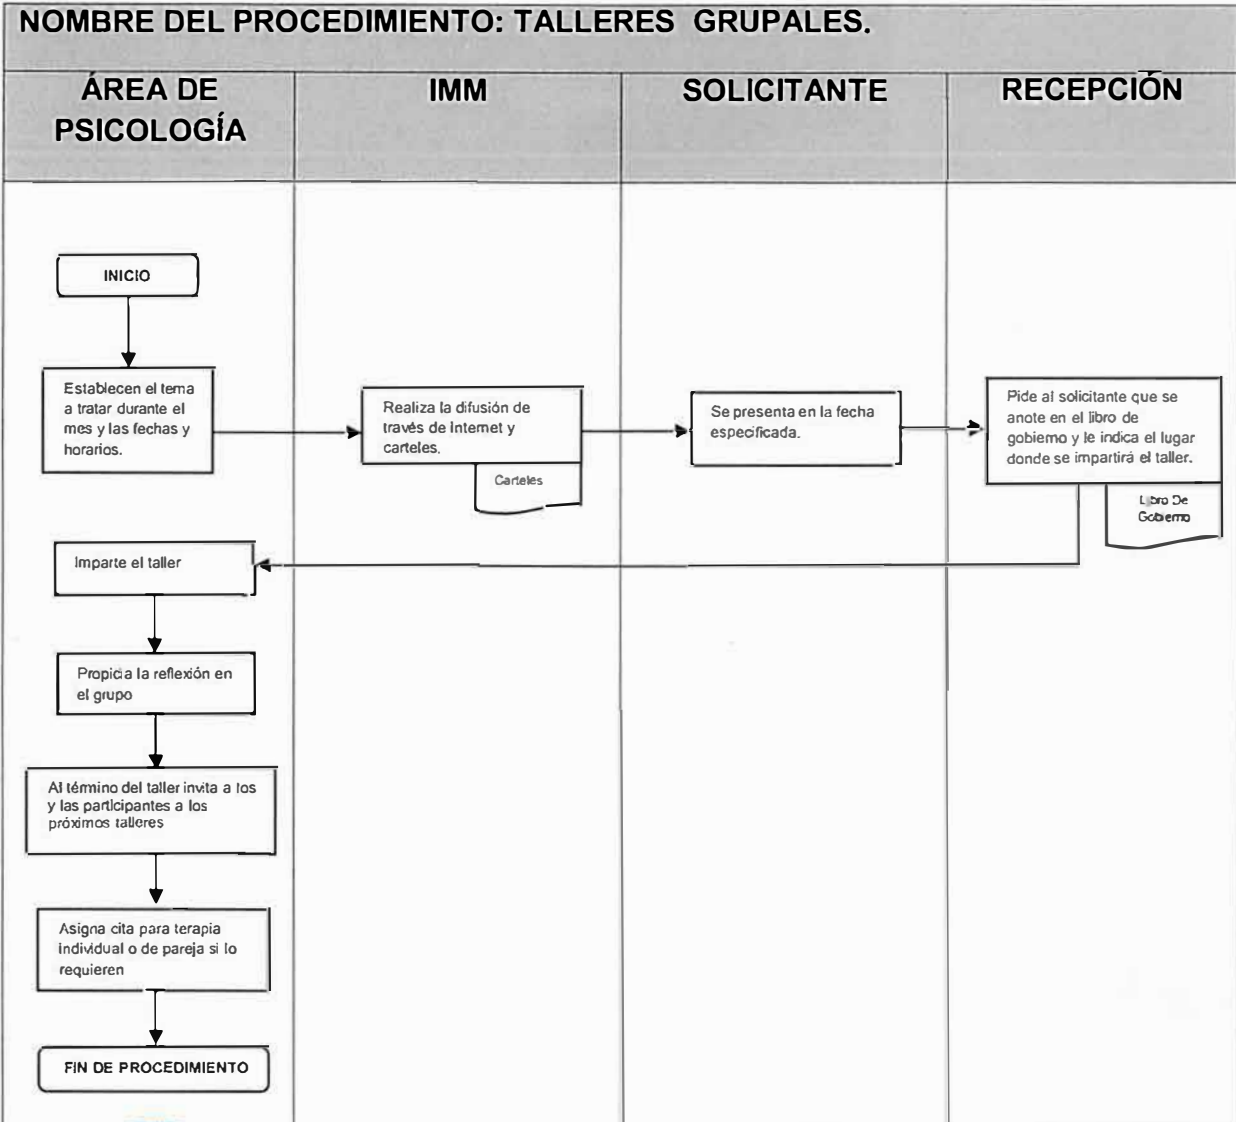 NOMBRE DEL PROCEDIMIENTO: TALLERES GRUPALES.
ÁREA DE
PSICOLOGÍA
IMM
SOLICITANTE
RECEPCIÓN
INICIO
Establecen el tema
a tratar durante el
mes y las fechas y
horarios.
Realiza la difusión de
través de Internet y
carteles.
Carteles
Se presenta en la fecha
especificada.
Pide al solicitante que se
anote en el libro de
gobierno y le indica el lugar
donde se impartirá el taller.
Libro De
Gobierno
Imparte el taller
Propicia la reflexión en
el grupo
Al término del taller invita a los
y las participantes a los
próximos talleres
Asigna cita para terapia
individual o de pareja si lo
requieren
FIN DE PROCEDIMIENTO